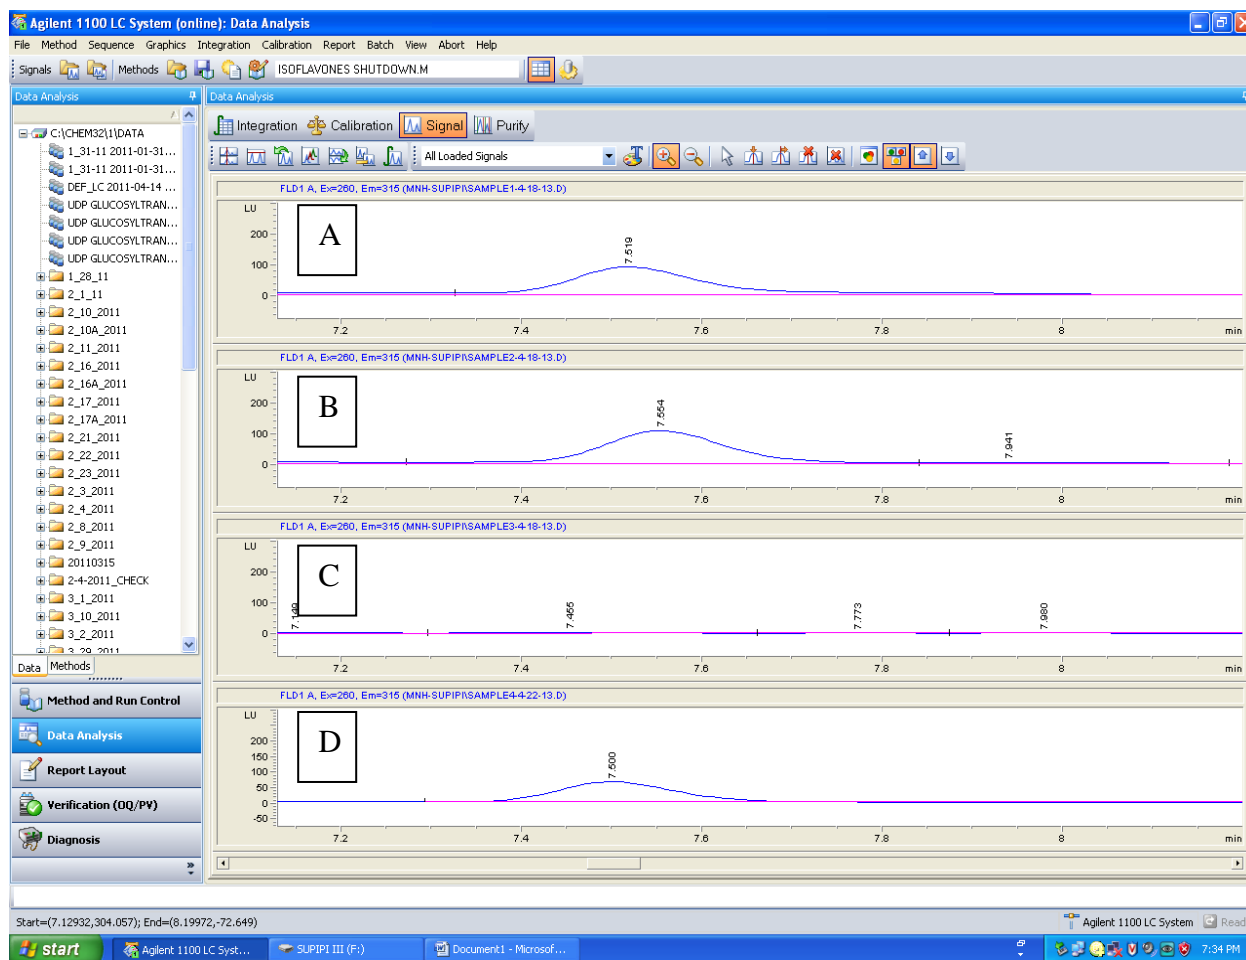 Agilent 1100 LC System (online): Data Analysis
File Method Sequence Graphics Integration Calibration Report Batch View Abort Help
Signals Methods ISOFLAVONES SHUTDOWN.M
Data Analysis
Data Analysis
C:\CHEM32\1\DATA
1_31-11 2011-01-31...
1_31-11 2011-01-31...
DEF_LC 2011-04-14 ...
UDP GLUCOSYLTRAN...
UDP GLUCOSYLTRAN...
UDP GLUCOSYLTRAN...
UDP GLUCOSYLTRAN...
1_28_11
2_1_11
2_10_2011
2_10A_2011
2_11_2011
2_16_2011
2_16A_2011
2_17_2011
2_17A_2011
2_21_2011
2_22_2011
2_23_2011
2_3_2011
2_4_2011
2_8_2011
2_9_2011
20110315
2-4-2011_CHECK
3_1_2011
3_10_2011
3_2_2011
3_29_2011
Data Methods
Method and Run Control
Data Analysis
Report Layout
Verification (OQ/PV)
Diagnosis
Integration Calibration Signal Purify
All Loaded Signals
FLD1 A, Ex=260, Em=315 (MNH-SUPIPI\SAMPLE1-4-18-13.D)
LU
200
100
0
A
7.519
7.2 7.4 7.6 7.8 8 min
FLD1 A, Ex=260, Em=315 (MNH-SUPIPI\SAMPLE2-4-18-13.D)
LU
200
100
0
B
7.554
7.941
7.2 7.4 7.6 7.8 8 min
FLD1 A, Ex=260, Em=315 (MNH-SUPIPI\SAMPLE3-4-18-13.D)
LU
200
100
0
C
7.149
7.455
7.773
7.980
7.2 7.4 7.6 7.8 8 min
FLD1 A, Ex=260, Em=315 (MNH-SUPIPI\SAMPLE4-4-22-13.D)
LU
200
150
100
50
0
-50
D
7.500
7.2 7.4 7.6 7.8 8 min
Start=(7.12932,304.057); End=(8.19972,-72.649)
Agilent 1100 LC System Read
start Agilent 1100 LC Syst... SUPIPI III (F:) Document1 - Microsof... 7:34 PM